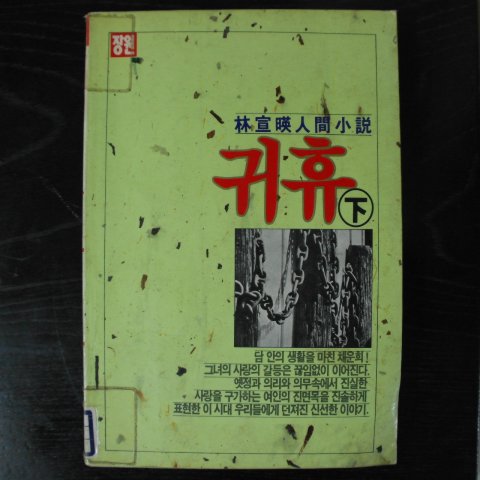 장원
林宣暎人間小説
귀휴 下
담 안의 생활을 마친 채운희!
그녀의 사랑의 갈등은 끊임없이 이어진다.
옛정과 의리와 의무속에서 진실한
사랑을 구가하는 여인의 진면목을 진솔하게
표현한 이 시대 우리들에게 던져진 신선한 이야기.